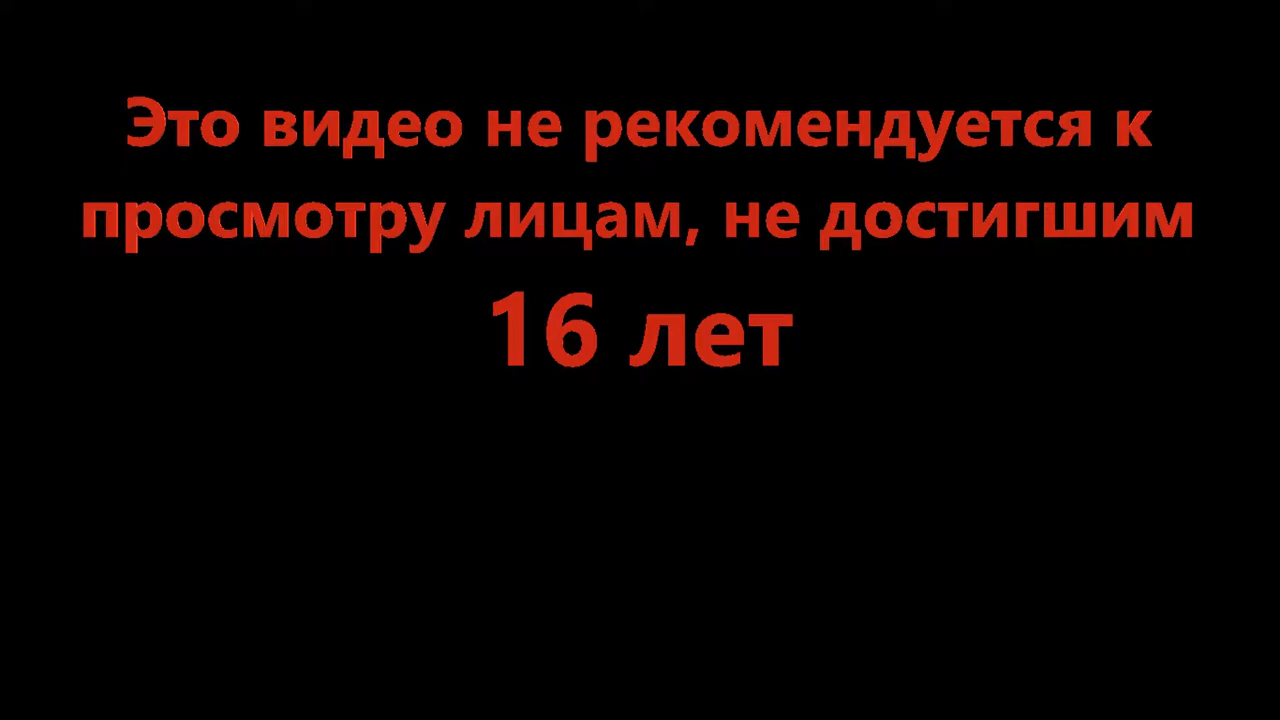 Это видео не рекомендуется к
просмотру лицам, не достигшим
16 лет